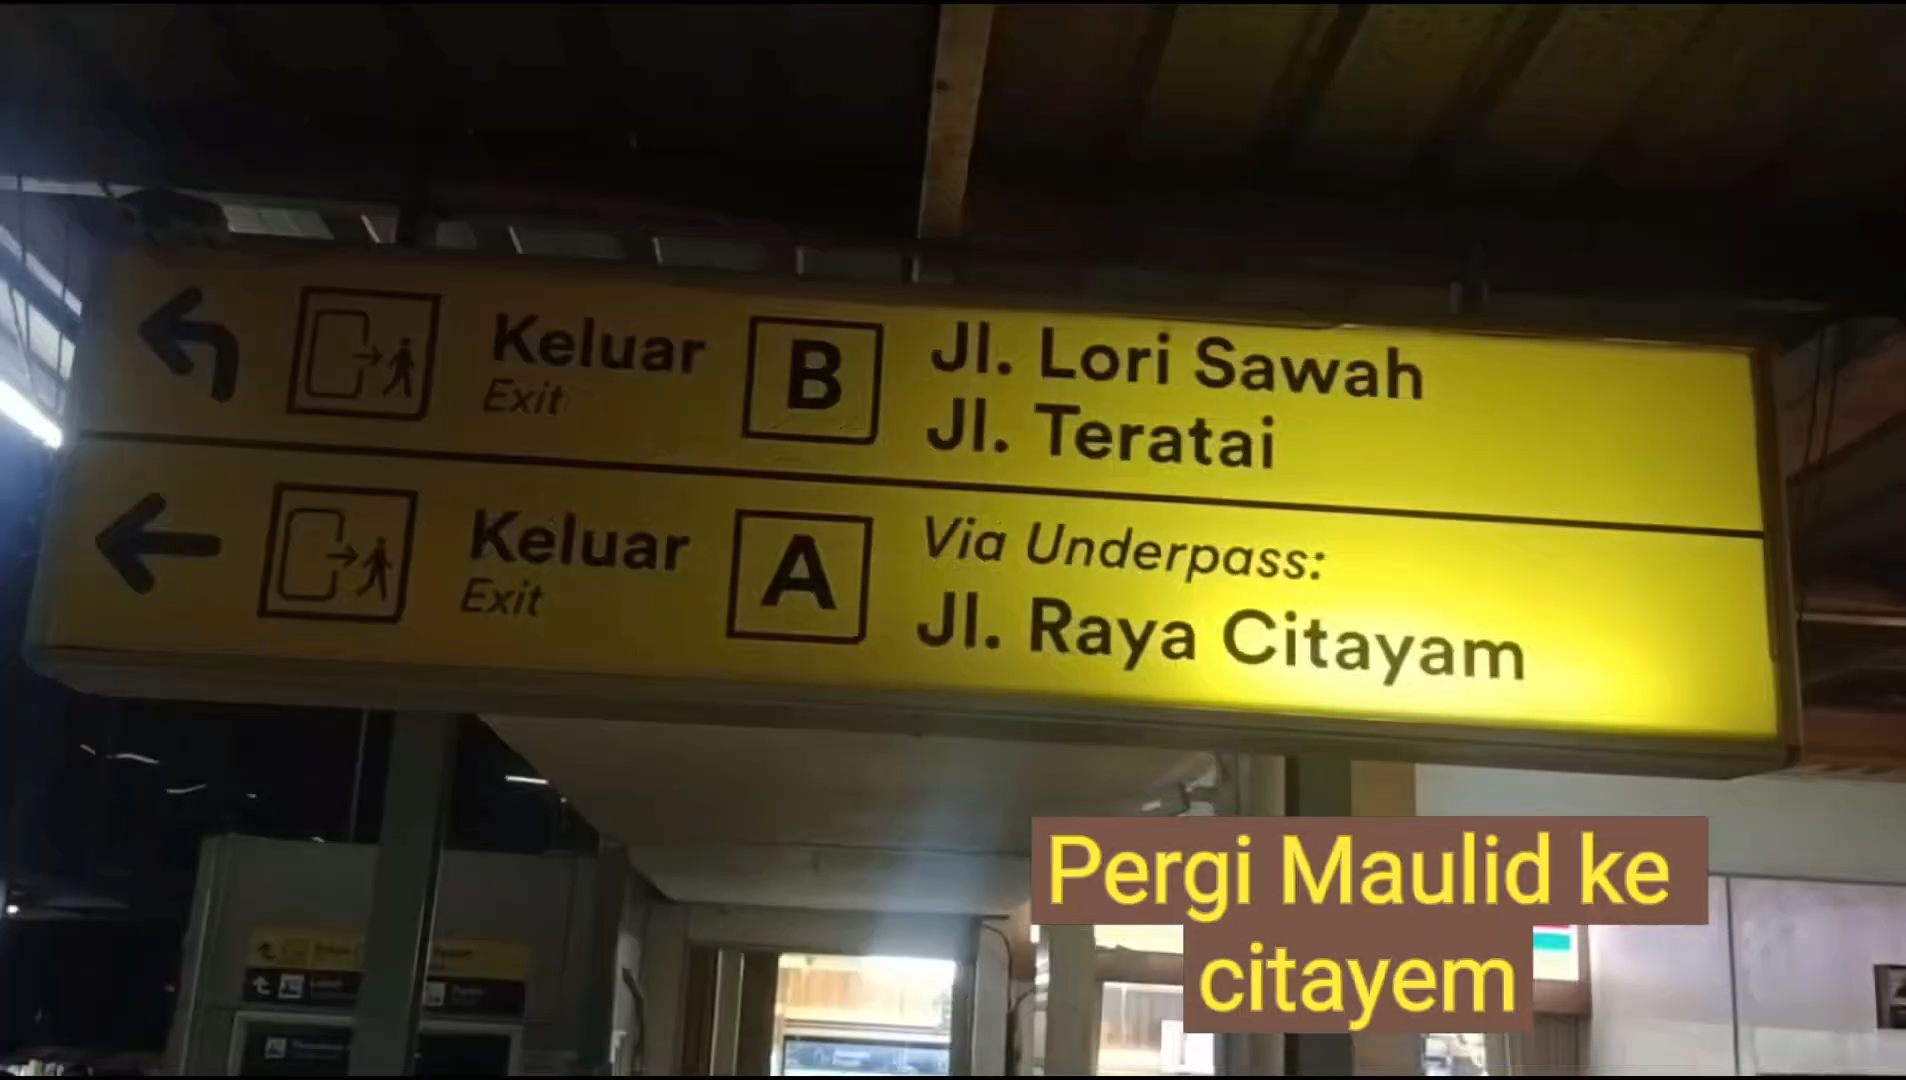 Keluar
Exit
B
Jl. Lori Sawah
Jl. Teratai
Keluar
Exit
A
Via Underpass:
Jl. Raya Citayam
Pergi Maulid ke
citayem